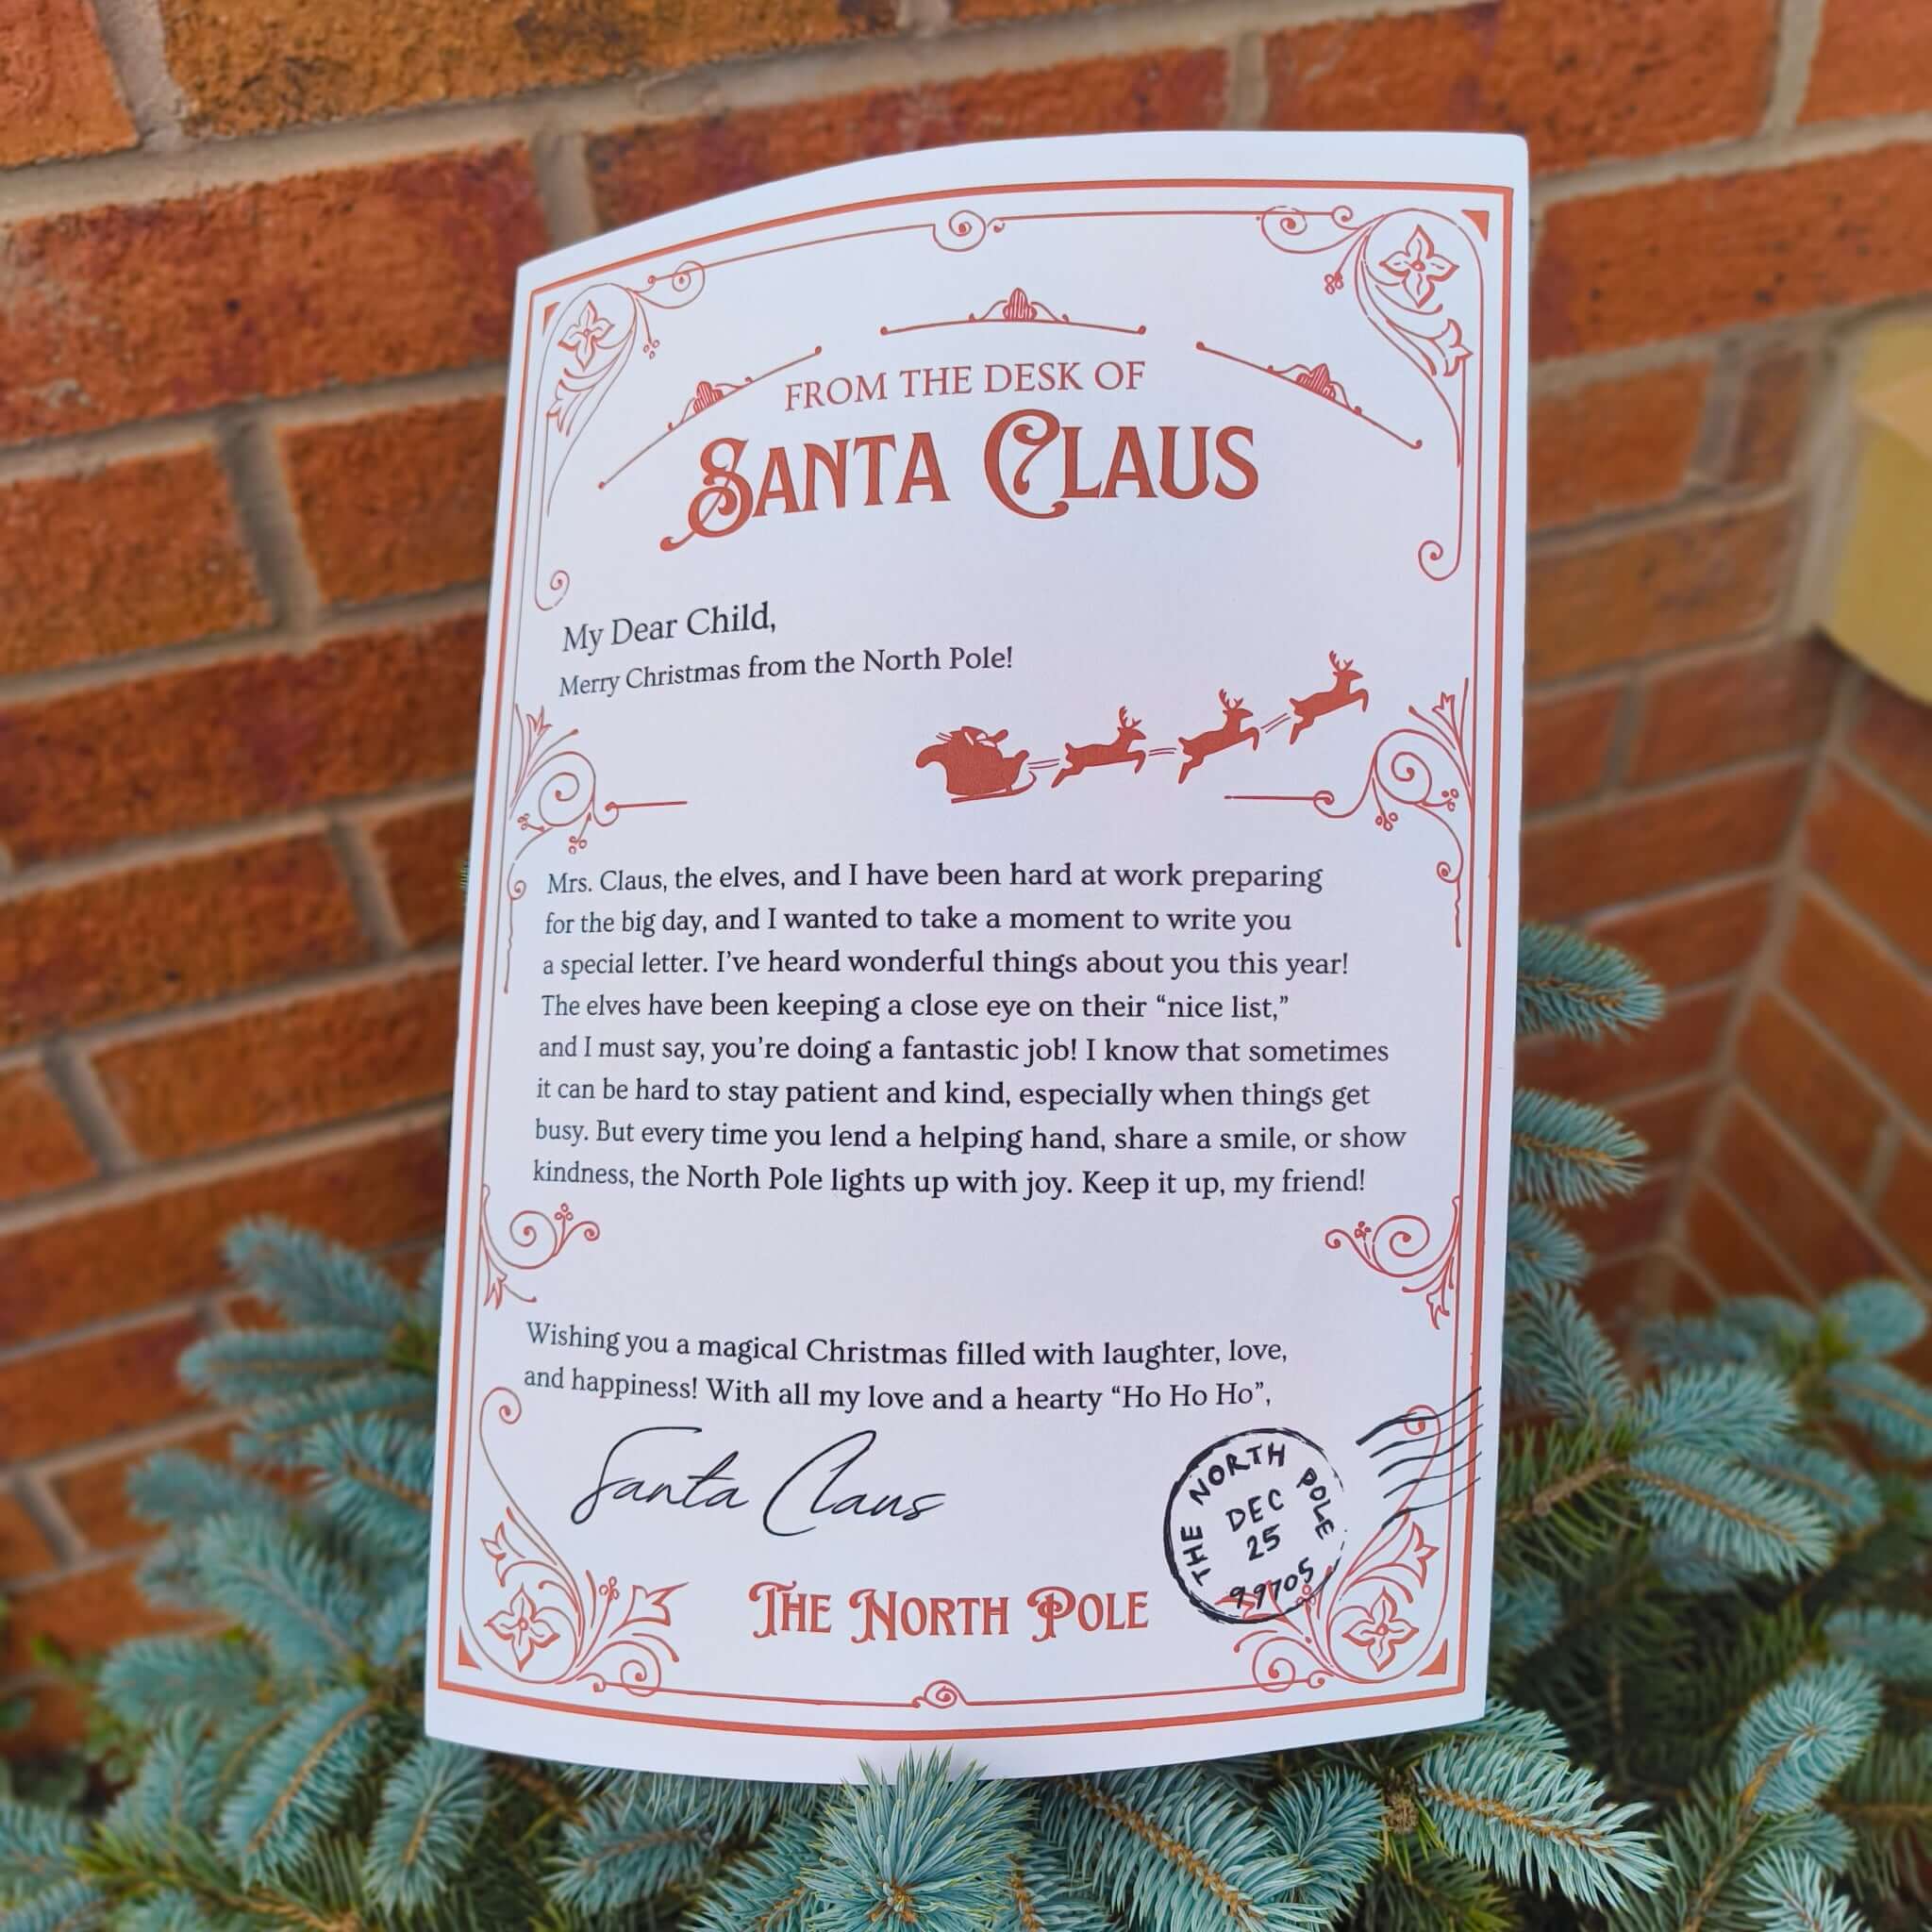 FROM THE DESK OF
SANTA CLAUS
My Dear Child,
Merry Christmas from the North Pole!
Mrs. Claus, the elves, and I have been hard at work preparing
for the big day, and I wanted to take a moment to write you
a special letter. I’ve heard wonderful things about you this year!
The elves have been keeping a close eye on their “nice list,”
and I must say, you’re doing a fantastic job! I know that sometimes
it can be hard to stay patient and kind, especially when things get
busy. But every time you lend a helping hand, share a smile, or show
kindness, the North Pole lights up with joy. Keep it up, my friend!
Wishing you a magical Christmas filled with laughter, love,
and happiness! With all my love and a hearty “Ho Ho Ho”,
Santa Claus
THE NORTH POLE
DEC
25
99705
THE NORTH POLE